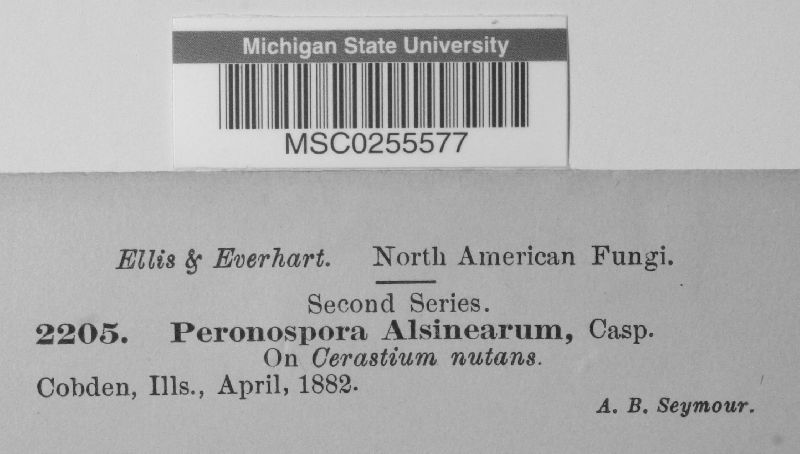 Michigan State University
MSC0255577
Ellis & Everhart. North American Fungi.
Second Series.
2205. Peronospora Alsinearum, Casp.
On Cerastium nutans.
Cobden, Ills., April, 1882.
A. B. Seymour.